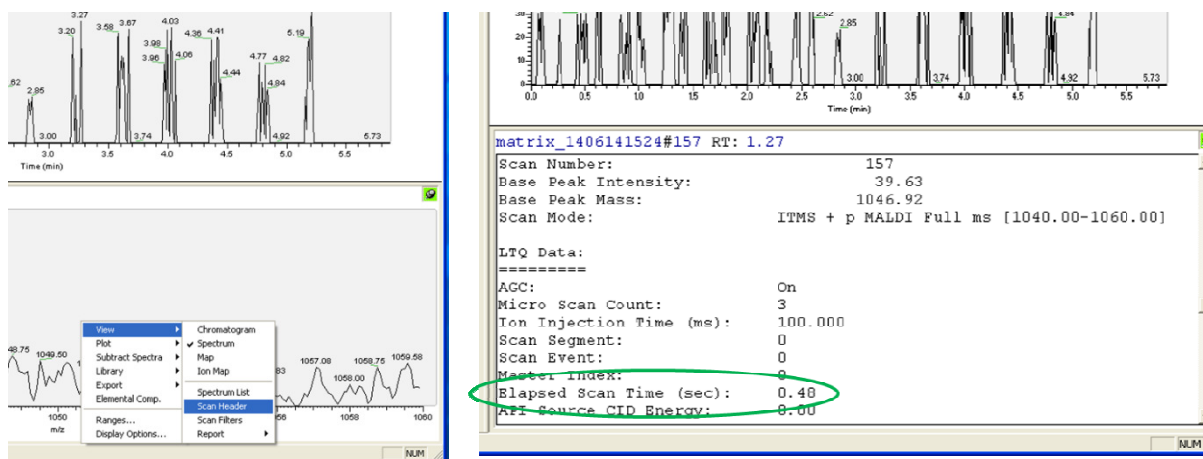 3.27
3.20
3.58
3.67
4.03
3.98
3.96
4.06
4.36
4.41
4.44
4.77
4.82
4.84
5.19
2.85
3.00
3.74
4.92
5.73
3.0 3.5 4.0 4.5 5.0 5.5
Time (min)
1049.50
1057.08
1058.00
1058.75
1059.58
1050
1060
m/z
View
Plot
Subtract Spectra
Library
Export
Elemental Comp.
Ranges...
Display Options...
Chromatogram
Spectrum
Map
Ion Map
Spectrum List
Scan Header
Scan Filters
Report
NUM
2.85
20
10
0
3.00
3.74
4.92
5.73
0.0 0.5 1.0 1.5 2.0 2.5 3.0 3.5 4.0 4.5 5.0 5.5
Time (min)
matrix_1406141524#157 RT: 1.27
Scan Number: 157
Base Peak Intensity: 39.63
Base Peak Mass: 1046.92
Scan Mode: ITMS + p MALDI Full ms [1040.00-1060.00]
LTQ Data:
=========
AGC: On
Micro Scan Count: 3
Ion Injection Time (ms): 100.000
Scan Segment: 0
Scan Event: 0
Master Index: 0
Elapsed Scan Time (sec): 0.48
API Source CID Energy: 0.00
NUM